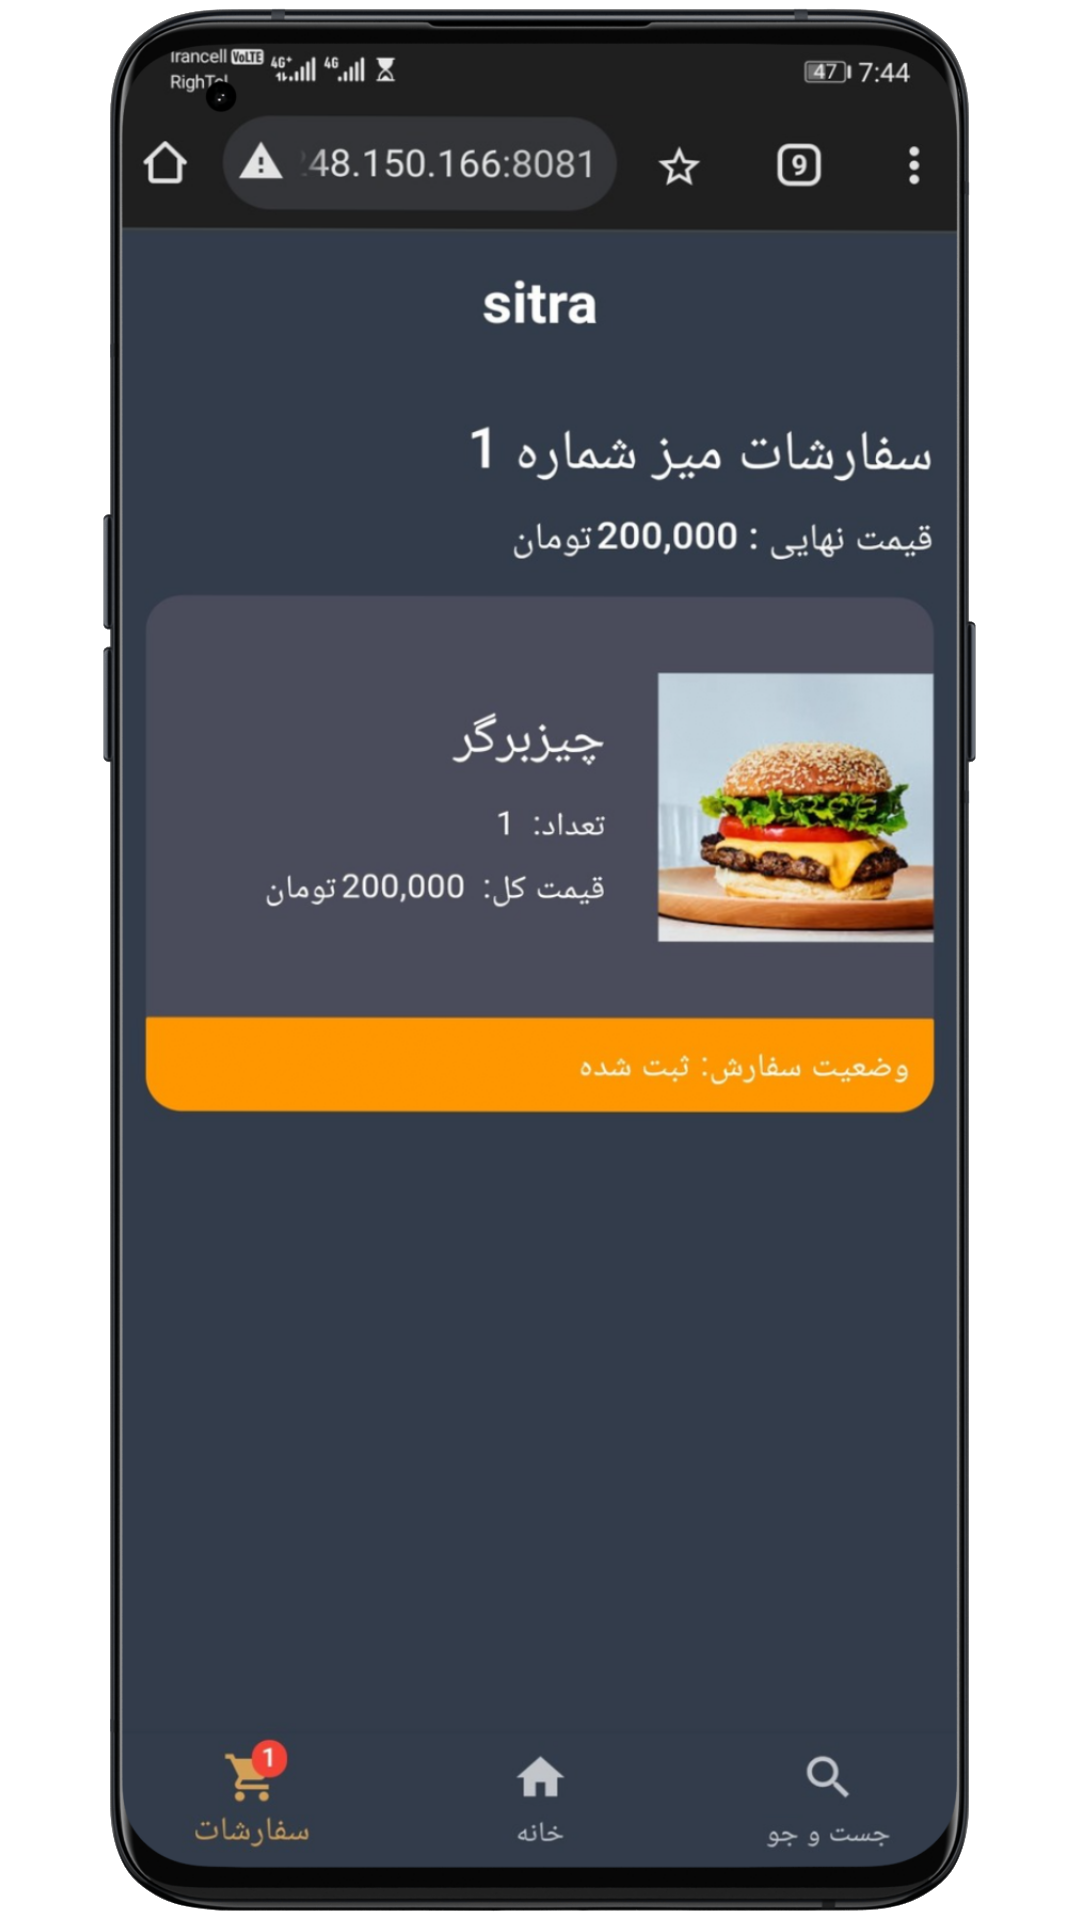 Irancell VoLTE 4G+ 4G 47 7:44
48.150.166:8081 9
sitra
سفارشات میز شماره 1
قیمت نهایی : 200,000 تومان
چیزبرگر
تعداد: 1
قیمت کل: 200,000 تومان
وضعیت سفارش: ثبت شده
1
جست و جو خانه سفارشات